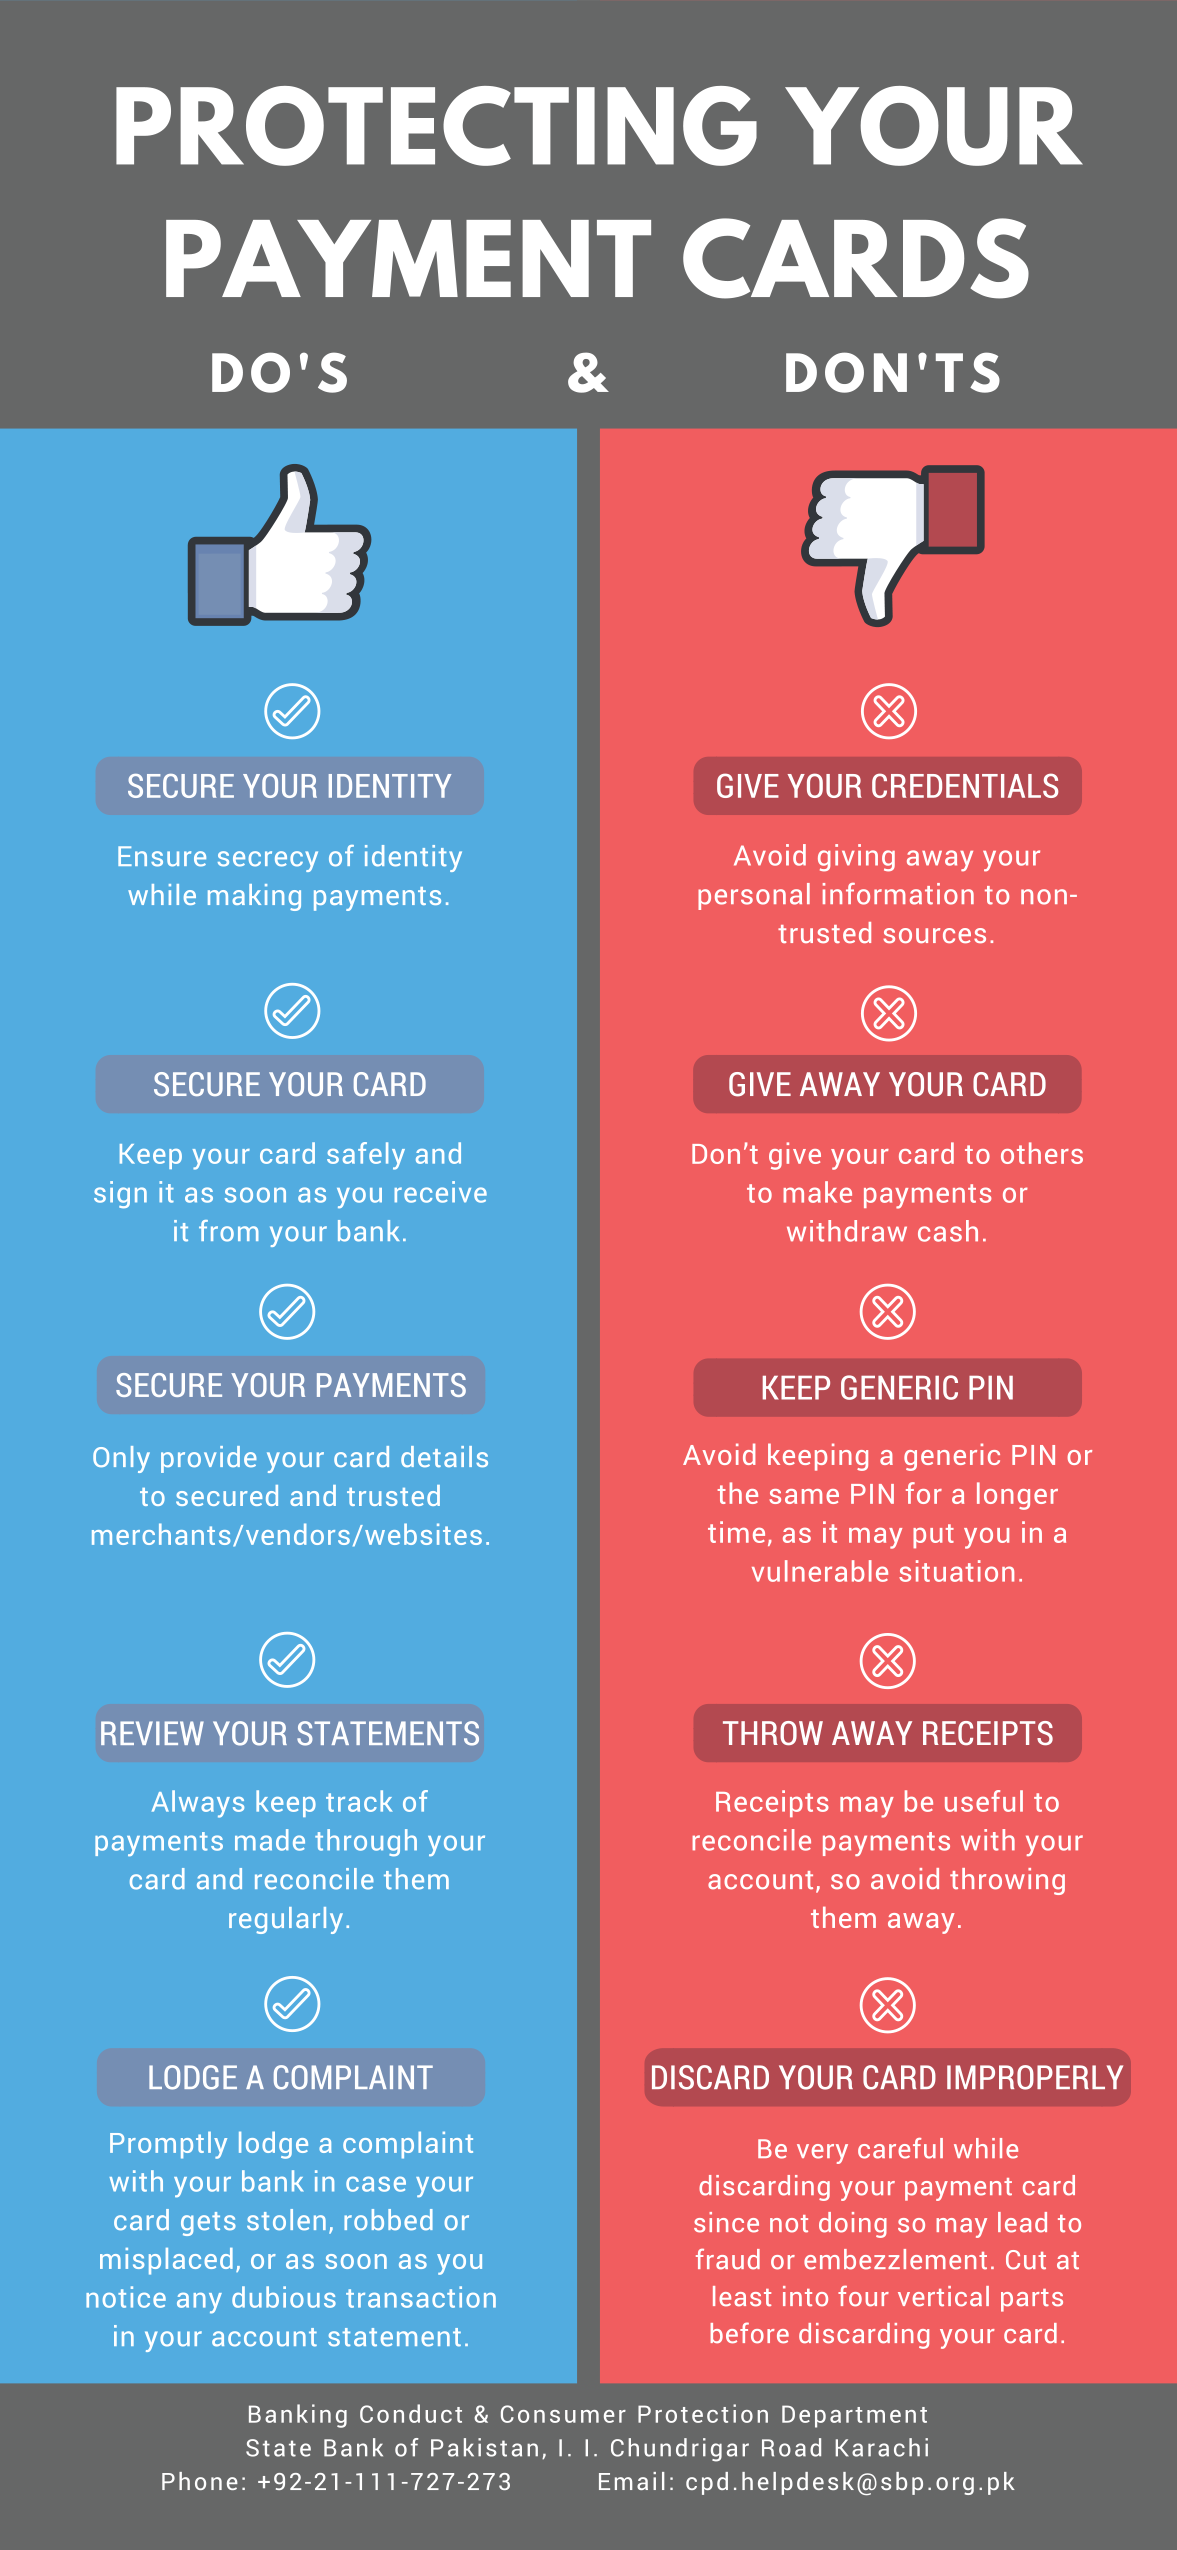 PROTECTING YOUR
PAYMENT CARDS
DO'S & DON'TS
SECURE YOUR IDENTITY
Ensure secrecy of identity
while making payments.
SECURE YOUR CARD
Keep your card safely and
sign it as soon as you receive
it from your bank.
SECURE YOUR PAYMENTS
Only provide your card details
to secured and trusted
merchants/vendors/websites.
REVIEW YOUR STATEMENTS
Always keep track of
payments made through your
card and reconcile them
regularly.
LODGE A COMPLAINT
Promptly lodge a complaint
with your bank in case your
card gets stolen, robbed or
misplaced, or as soon as you
notice any dubious transaction
in your account statement.
GIVE YOUR CREDENTIALS
Avoid giving away your
personal information to non-
trusted sources.
GIVE AWAY YOUR CARD
Don’t give your card to others
to make payments or
withdraw cash.
KEEP GENERIC PIN
Avoid keeping a generic PIN or
the same PIN for a longer
time, as it may put you in a
vulnerable situation.
THROW AWAY RECEIPTS
Receipts may be useful to
reconcile payments with your
account, so avoid throwing
them away.
DISCARD YOUR CARD IMPROPERLY
Be very careful while
discarding your payment card
since not doing so may lead to
fraud or embezzlement. Cut at
least into four vertical parts
before discarding your card.
Banking Conduct & Consumer Protection Department
State Bank of Pakistan, I. I. Chundrigar Road Karachi
Phone: +92-21-111-727-273 Email: cpd.helpdesk@sbp.org.pk